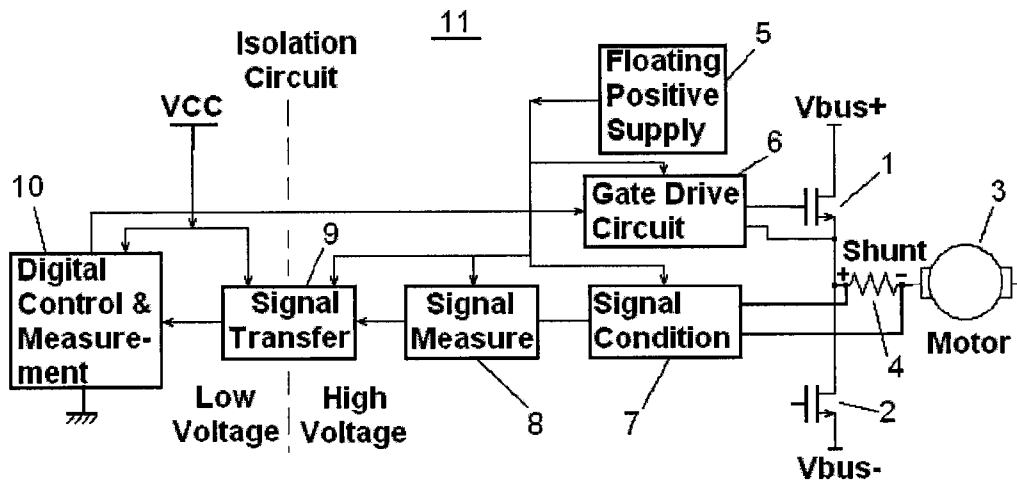 11
Isolation
Circuit
5
Floating
Positive
Supply
VCC
Vbus+
6
Gate Drive
Circuit
1
3
10
9
Shunt
+
-
Digital
Control &
Measure-
ment
Signal
Transfer
Signal
Measure
Signal
Condition
4
Motor
Low
Voltage
High
Voltage
8
7
2
Vbus-